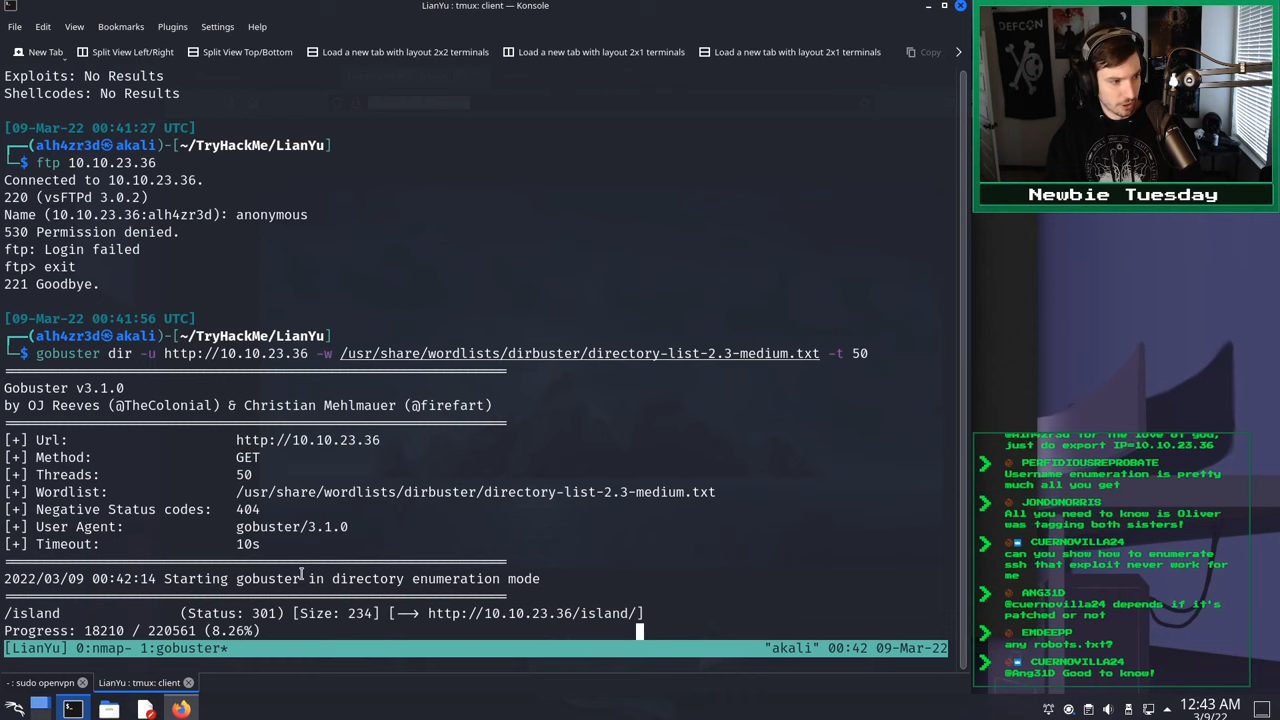 LianYu : tmux: client — Konsole
File Edit View Bookmarks Plugins Settings Help
New Tab Split View Left/Right Split View Top/Bottom Load a new tab with layout 2x2 terminals Load a new tab with layout 2x1 terminals Load a new tab with layout 2x1 terminals Copy
Exploits: No Results
Shellcodes: No Results
[09-Mar-22 00:41:27 UTC]
(alh4zr3d㉿akali)-[~/TryHackMe/LianYu]
$ ftp 10.10.23.36
Connected to 10.10.23.36.
220 (vsFTPd 3.0.2)
Name (10.10.23.36:alh4zr3d): anonymous
530 Permission denied.
ftp: Login failed
ftp> exit
221 Goodbye.
[09-Mar-22 00:41:56 UTC]
(alh4zr3d㉿akali)-[~/TryHackMe/LianYu]
$ gobuster dir -u http://10.10.23.36 -w /usr/share/wordlists/dirbuster/directory-list-2.3-medium.txt -t 50
Gobuster v3.1.0
by OJ Reeves (@TheColonial) & Christian Mehlmauer (@firefart)
[+] Url: http://10.10.23.36
[+] Method: GET
[+] Threads: 50
[+] Wordlist: /usr/share/wordlists/dirbuster/directory-list-2.3-medium.txt
[+] Negative Status codes: 404
[+] User Agent: gobuster/3.1.0
[+] Timeout: 10s
2022/03/09 00:42:14 Starting gobuster in directory enumeration mode
/island (Status: 301) [Size: 234] [--> http://10.10.23.36/island/]
Progress: 18210 / 220561 (8.26%)
[LianYu] 0:nmap- 1:gobuster* "akali" 00:42 09-Mar-22
- : sudo openvpn LianYu : tmux: client
DEFCON
Newbie Tuesday
for the love of you,
just do export IP=10.10.23.36
PERFIDIOUSREPROBATE
Username enumeration is pretty
much all you get
JONDOMORRIS
All you need to know is Oliver
was tagging both sisters!
CUERNOVILLA24
can you show how to enumerate
ssh that exploit never work for
me
ANG31D
@cuernovilla24 depends if it's
patched or not
EMDEEPP
any robots.txt?
CUERNOVILLA24
@Ang31D Good to know!
12:43 AM
3/9/22